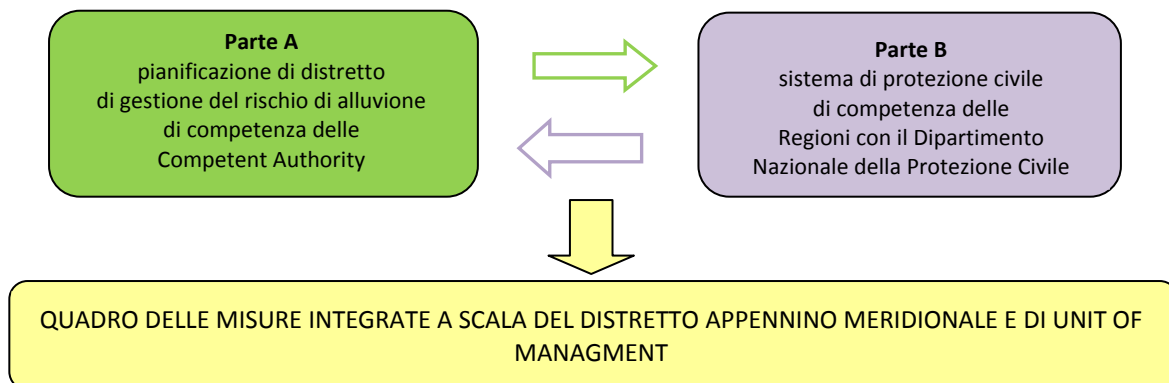 Parte A
pianificazione di distretto
di gestione del rischio di alluvione
di competenza delle
Competent Authority
Parte B
sistema di protezione civile
di competenza delle
Regioni con il Dipartimento
Nazionale della Protezione Civile
QUADRO DELLE MISURE INTEGRATE A SCALA DEL DISTRETTO APPENNINO MERIDIONALE E DI UNIT OF
MANAGMENT